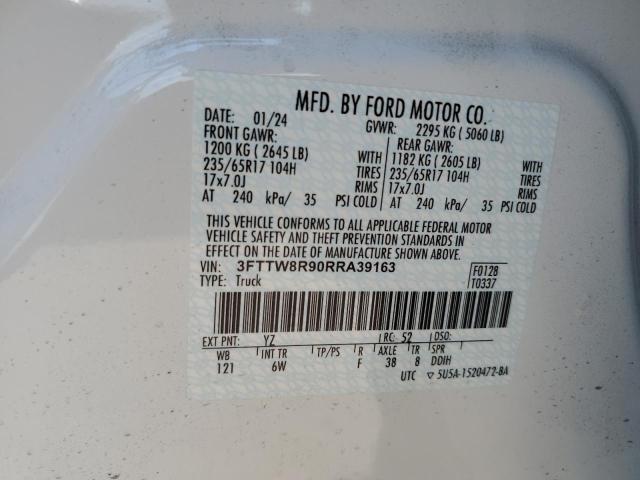 MFD. BY FORD MOTOR CO.
DATE: 01/24 GVWR: 2295 KG ( 5060 LB)
FRONT GAWR: REAR GAWR:
1200 KG ( 2645 LB) WITH 1182 KG ( 2605 LB) WITH
235/65R17 104H TIRES 235/65R17 104H TIRES
17x7.0J RIMS 17x7.0J RIMS
AT 240 kPa/ 35 PSI COLD AT 240 kPa/ 35 PSI COLD
THIS VEHICLE CONFORMS TO ALL APPLICABLE FEDERAL MOTOR
VEHICLE SAFETY AND THEFT PREVENTION STANDARDS IN
EFFECT ON THE DATE OF MANUFACTURE SHOWN ABOVE.
VIN: 3FTTW8R90RRA39163 F0128
TYPE: Truck T0337
EXT PNT: YZ RC: 52 DSO:
WB INT TR TP/PS R AXLE TR SPR
121 6W F 38 8 DDIH
UTC ▽ 5U5A-1520472-BA